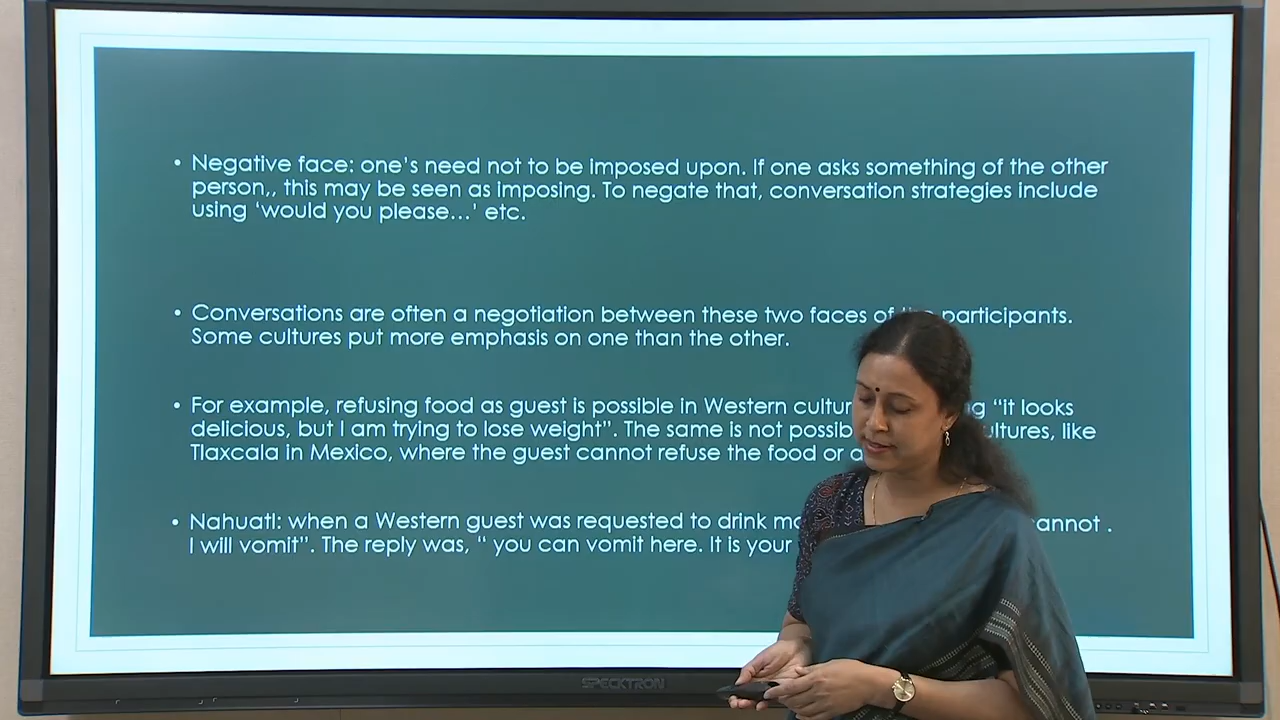 • Negative face: one's need not to be imposed upon. If one asks something of the other
person,, this may be seen as imposing. To negate that, conversation strategies include
using ‘would you please…’ etc.
• Conversations are often a negotiation between these two faces of participants.
Some cultures put more emphasis on one than the other.
• For example, refusing food as guest is possible in Western “it looks
delicious, but I am trying to lose weight”. The same is not like
Tlaxcala in Mexico, where the guest cannot refuse the food or
• Nahuatl: when a Western guest was requested to drink .
I will vomit”. The reply was, “ you can vomit here. It is your
SPECKTRON